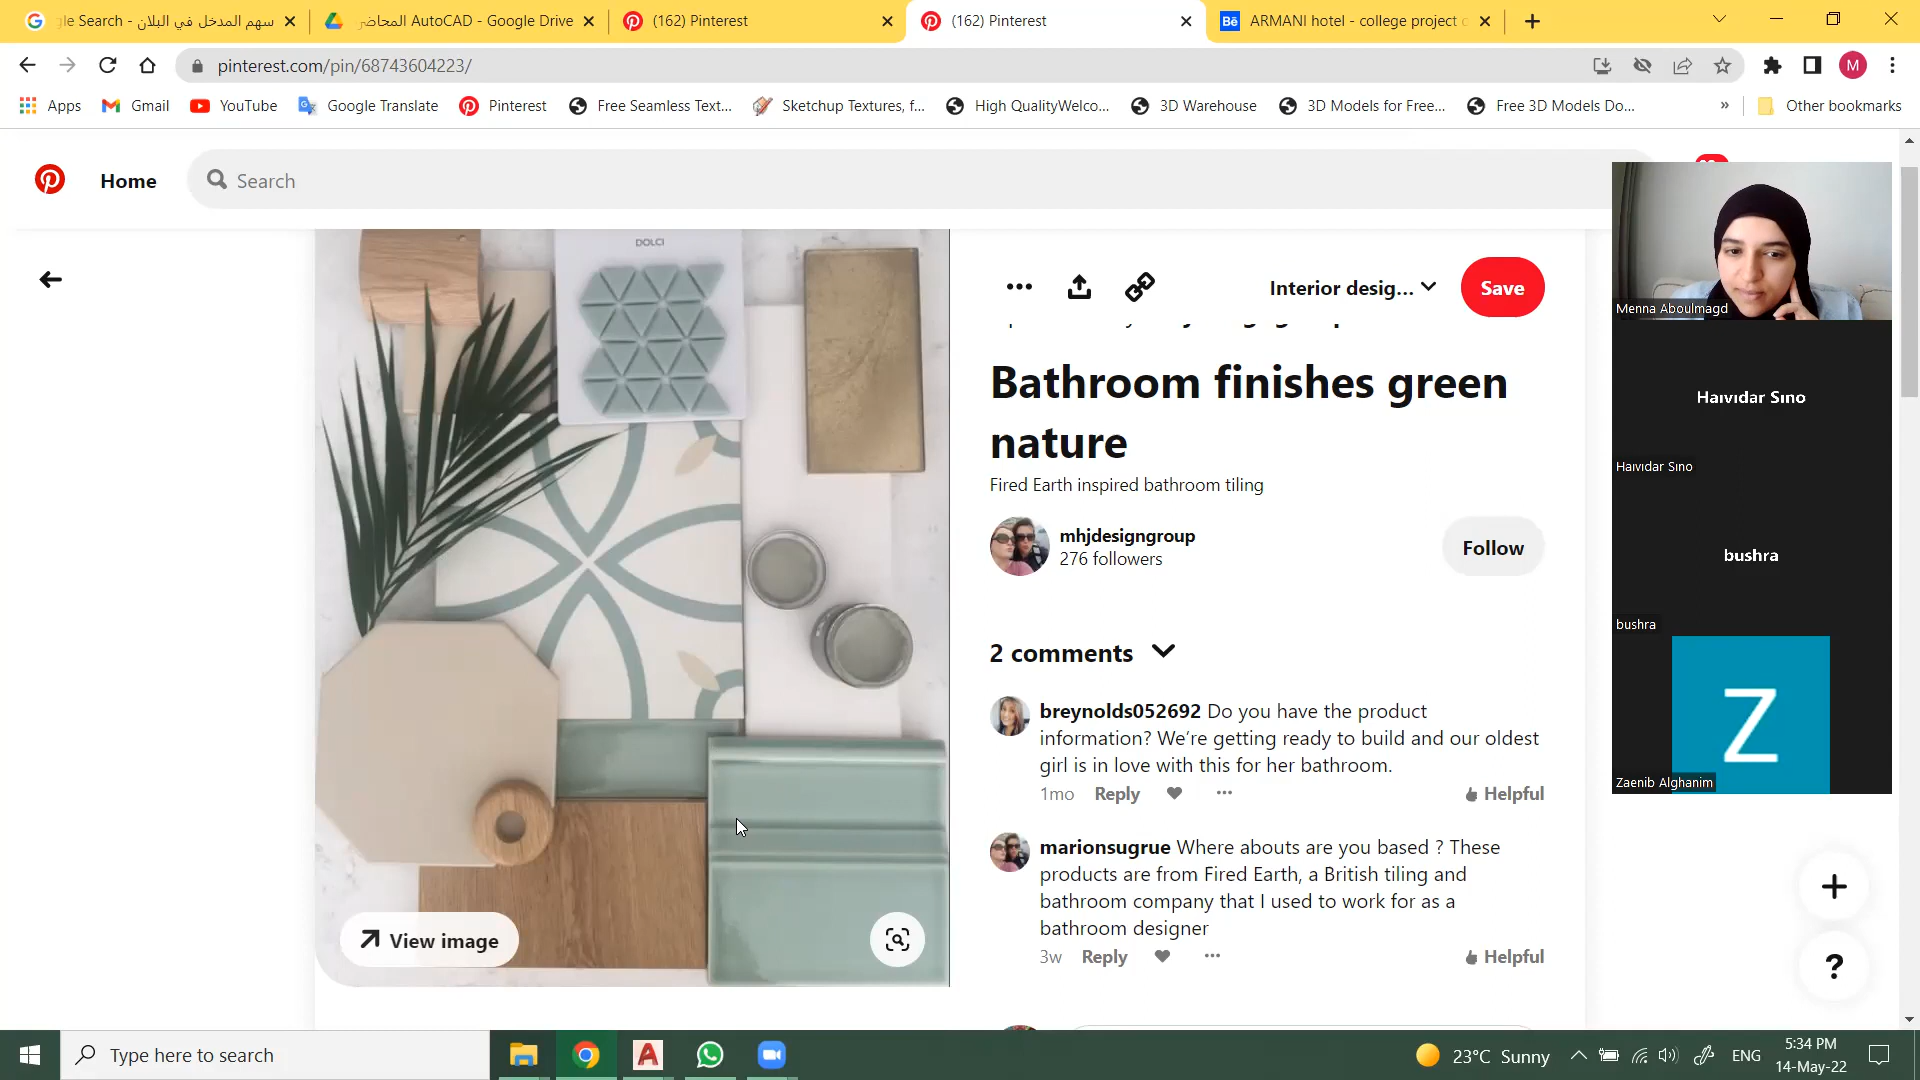 le Search - سهم المدخل في البلان
المحاضر AutoCAD - Google Drive
(162) Pinterest
(162) Pinterest
Bē
ARMANI hotel - college project
pinterest.com/pin/68743604223/
M
Apps
Gmail
YouTube
Google Translate
Pinterest
Free Seamless Text...
Sketchup Textures, f...
High QualityWelco...
3D Warehouse
3D Models for Free...
Free 3D Models Do...
»
Other bookmarks
Home
Search
DOLCI
Interior desig...
Save
Bathroom finishes green
nature
Fired Earth inspired bathroom tiling
mhjdesigngroup
276 followers
Follow
2 comments
breynolds052692 Do you have the product
information? We're getting ready to build and our oldest
girl is in love with this for her bathroom.
1mo Reply
Helpful
marionsugrue Where abouts are you based ? These
products are from Fired Earth, a British tiling and
bathroom company that I used to work for as a
bathroom designer
3w Reply
Helpful
View image
Menna Aboulmagd
Haıvıdar Sıno
Haıvıdar Sıno
bushra
bushra
Z
Zaenib Alghanim
+
?
Type here to search
23°C Sunny
ENG
5:34 PM
14-May-22